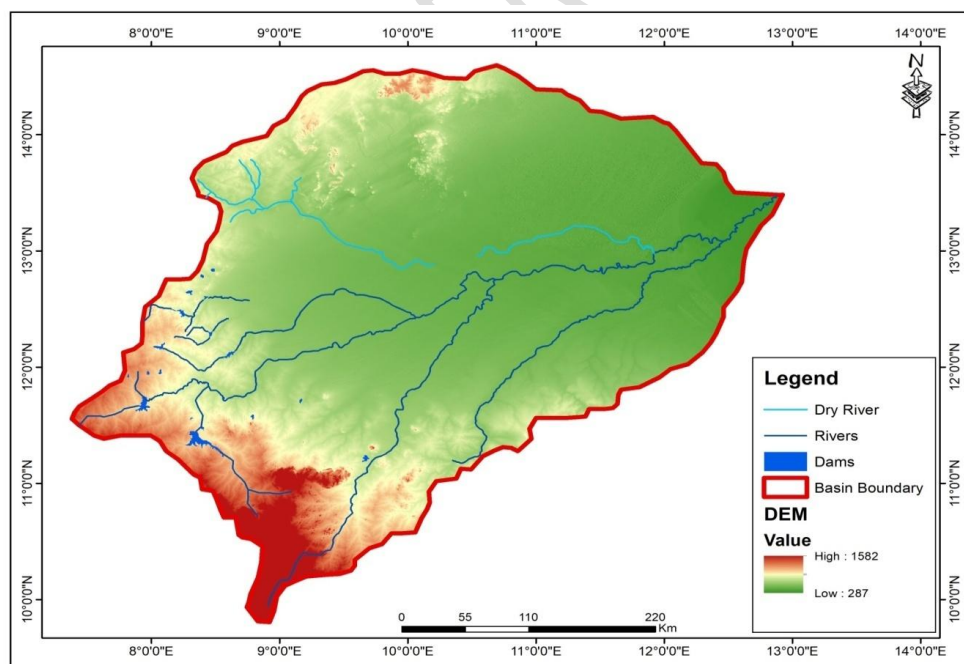 8°0'0"E 9°0'0"E 10°0'0"E 11°0'0"E 12°0'0"E 13°0'0"E 14°0'0"E
N
14°0'0"N
13°0'0"N
12°0'0"N
11°0'0"N
10°0'0"N
14°0'0"N
13°0'0"N
12°0'0"N
11°0'0"N
10°0'0"N
Legend
Dry River
Rivers
Dams
Basin Boundary
DEM
Value
High : 1582
Low : 287
0 55 110 220
Km
8°0'0"E 9°0'0"E 10°0'0"E 11°0'0"E 12°0'0"E 13°0'0"E 14°0'0"E